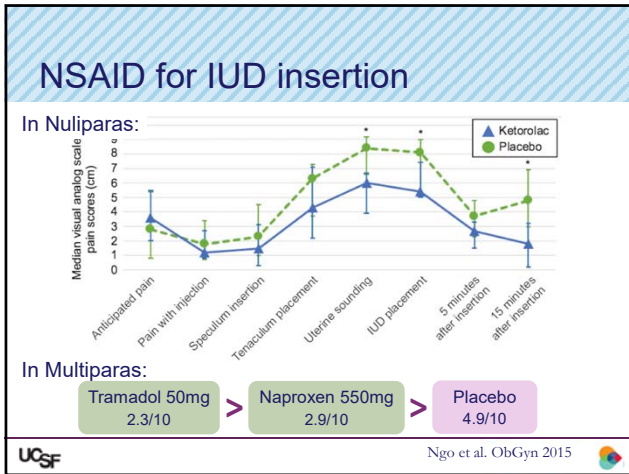 NSAID for IUD insertion
In Nuliparas:
Ketorolac
Placebo
Median visual analog scale
pain scores (cm)
9
8
7
6
5
4
3
2
1
0
*
*
*
Anticipated pain
Pain with injection
Speculum insertion
Tenaculum placement
Uterine sounding
IUD placement
5 minutes
after insertion
15 minutes
after insertion
In Multiparas:
Tramadol 50mg
2.3/10
>
Naproxen 550mg
2.9/10
>
Placebo
4.9/10
UCSF
Ngo et al. ObGyn 2015